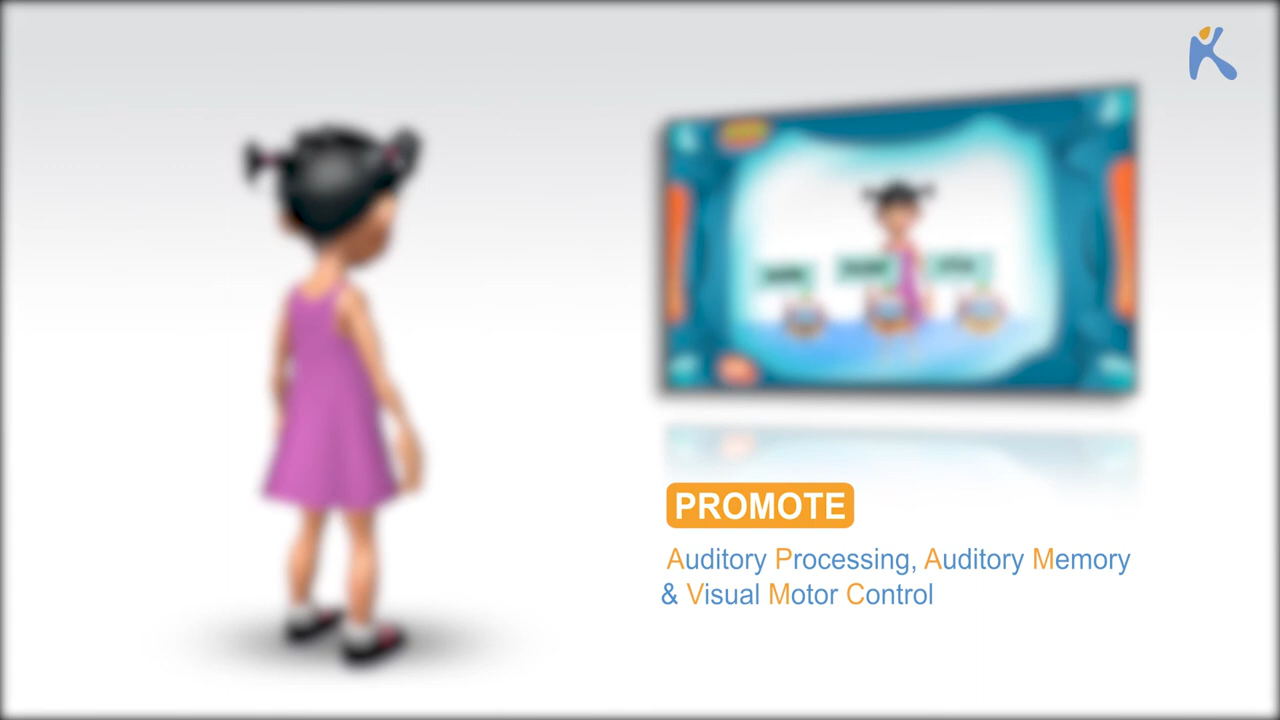 PROMOTE
Auditory Processing, Auditory Memory
& Visual Motor Control